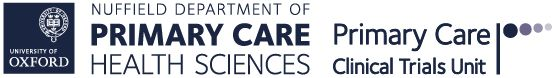 UNIVERSITY OF
OXFORD
NUFFIELD DEPARTMENT OF
PRIMARY CARE
HEALTH SCIENCES
Primary Care
Clinical Trials Unit